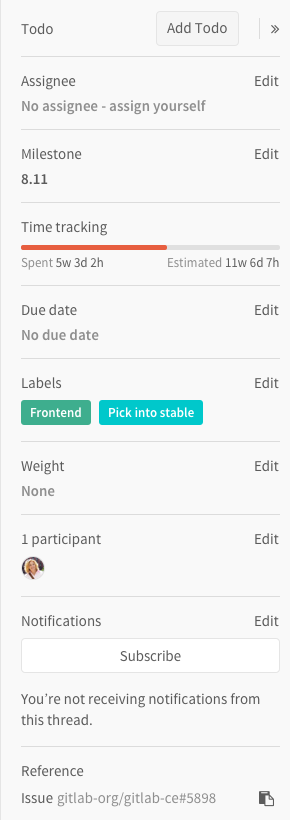 Todo Add Todo »
Assignee Edit
No assignee - assign yourself
Milestone Edit
8.11
Time tracking
Spent 5w 3d 2h Estimated 11w 6d 7h
Due date Edit
No due date
Labels Edit
Frontend Pick into stable
Weight Edit
None
1 participant Edit
Notifications Edit
Subscribe
You’re not receiving notifications from
this thread.
Reference
Issue gitlab-org/gitlab-ce#5898